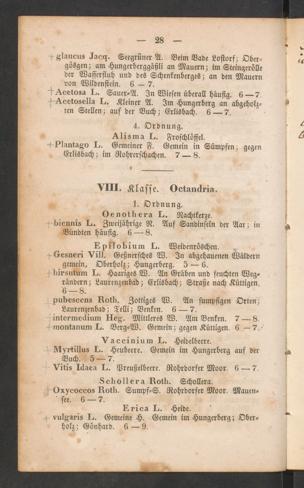 — 28 —
+ glaucus Jacq. Seegrüner A. Beim Bade Lostorf; Ober-
gösgen; am Hungerberggäßli an Mauern; im Steingerölle
der Wasserfluh und des Schenkenberges; an den Mauern
von Wildenstein. 6 — 7.
+ Acetosa L. Sauer=A. In Wiesen überall häufig. 6 — 7.
+ Acetosella L. Kleiner A. Im Hungerberg an abgeholz-
ten Stellen; auf der Buch; Erlisbach. 6 — 7.
4. Ordnung.
Alisma L. Froschlöffel.
+ Plantago L. Gemeiner F. Gemein in Sümpfen; gegen
Erlisbach; im Rohrerschachen. 7 — 8.
VIII. Klasse. Octandria.
1. Ordnung.
Oenothera L. Nachtkerze.
+ biennis L. Zweijährige N. Auf Sandinseln der Aar; in
Bündten häufig. 6 — 8.
Epilobium L. Weidenröschen.
+ Gesneri Vill. Geßnerisches W. In abgehauenen Wäldern
gemein, Oberholz; Hungerberg. 5 — 6.
+ hirsutum L. Haariges W. An Gräben und feuchten Weg-
rändern; Laurenzenbad; Erlisbach; Straße nach Küttigen.
6 — 8.
pubescens Roth. Zottiges W. An sumpfigen Orten;
Laurenzenbad; Telli; Benken. 6 — 7.
+ intermedium Heg. Mittleres W. Am Benken. 7 — 8.
+ montanum L. Berg=W. Gemein; gegen Küttigen. 6 — 7.
Vaccinium L. Heidelbeere.
+ Myrtillus L. Heubeere. Gemein im Hungerberg auf der
Buch. 5 — 7.
+ Vitis Idaea L. Preußelbeere. Rohrdorfer Moor. 6 — 7.
Schollera Roth. Schollera.
+ Oxycoccos Roth. Sumpf=S. Rohrdorfer Moor. Mauen-
see. 6 — 7.
Erica L. Heide.
+ vulgaris L. Gemeine H. Gemein im Hungerberg; Ober-
holz; Gönhard. 6 — 9.